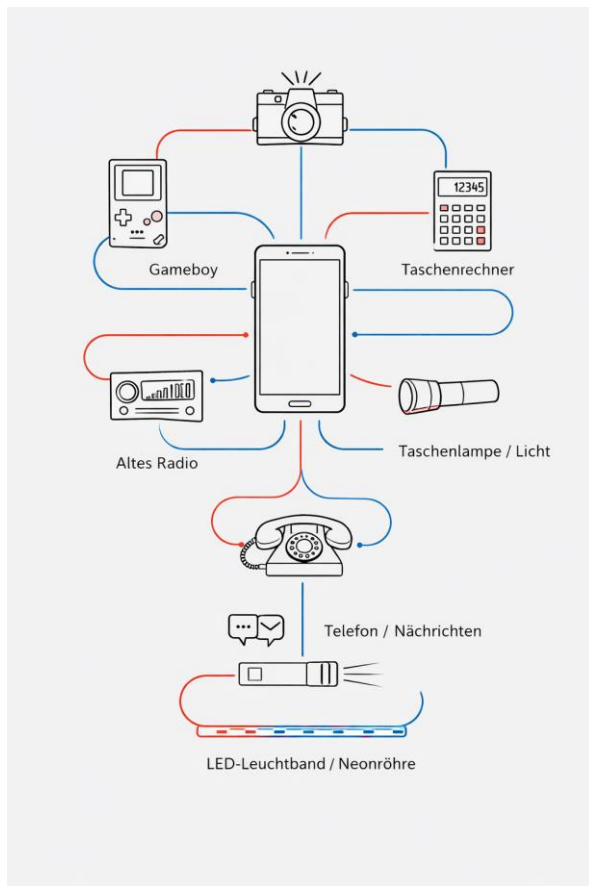 12345
Gameboy
Taschenrechner
Altes Radio
Taschenlampe / Licht
Telefon / Nächrichten
LED-Leuchtband / Neonröhre